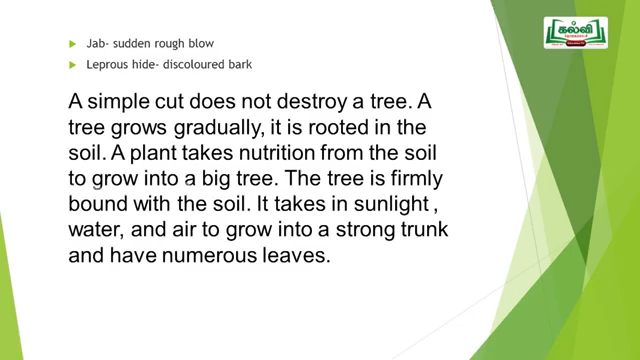 கல்வி
Jab- sudden rough blow
Leprous hide- discoloured bark
A simple cut does not destroy a tree. A
tree grows gradually, it is rooted in the
soil. A plant takes nutrition from the soil
to grow into a big tree. The tree is firmly
bound with the soil. It takes in sunlight ,
water, and air to grow into a strong trunk
and have numerous leaves.